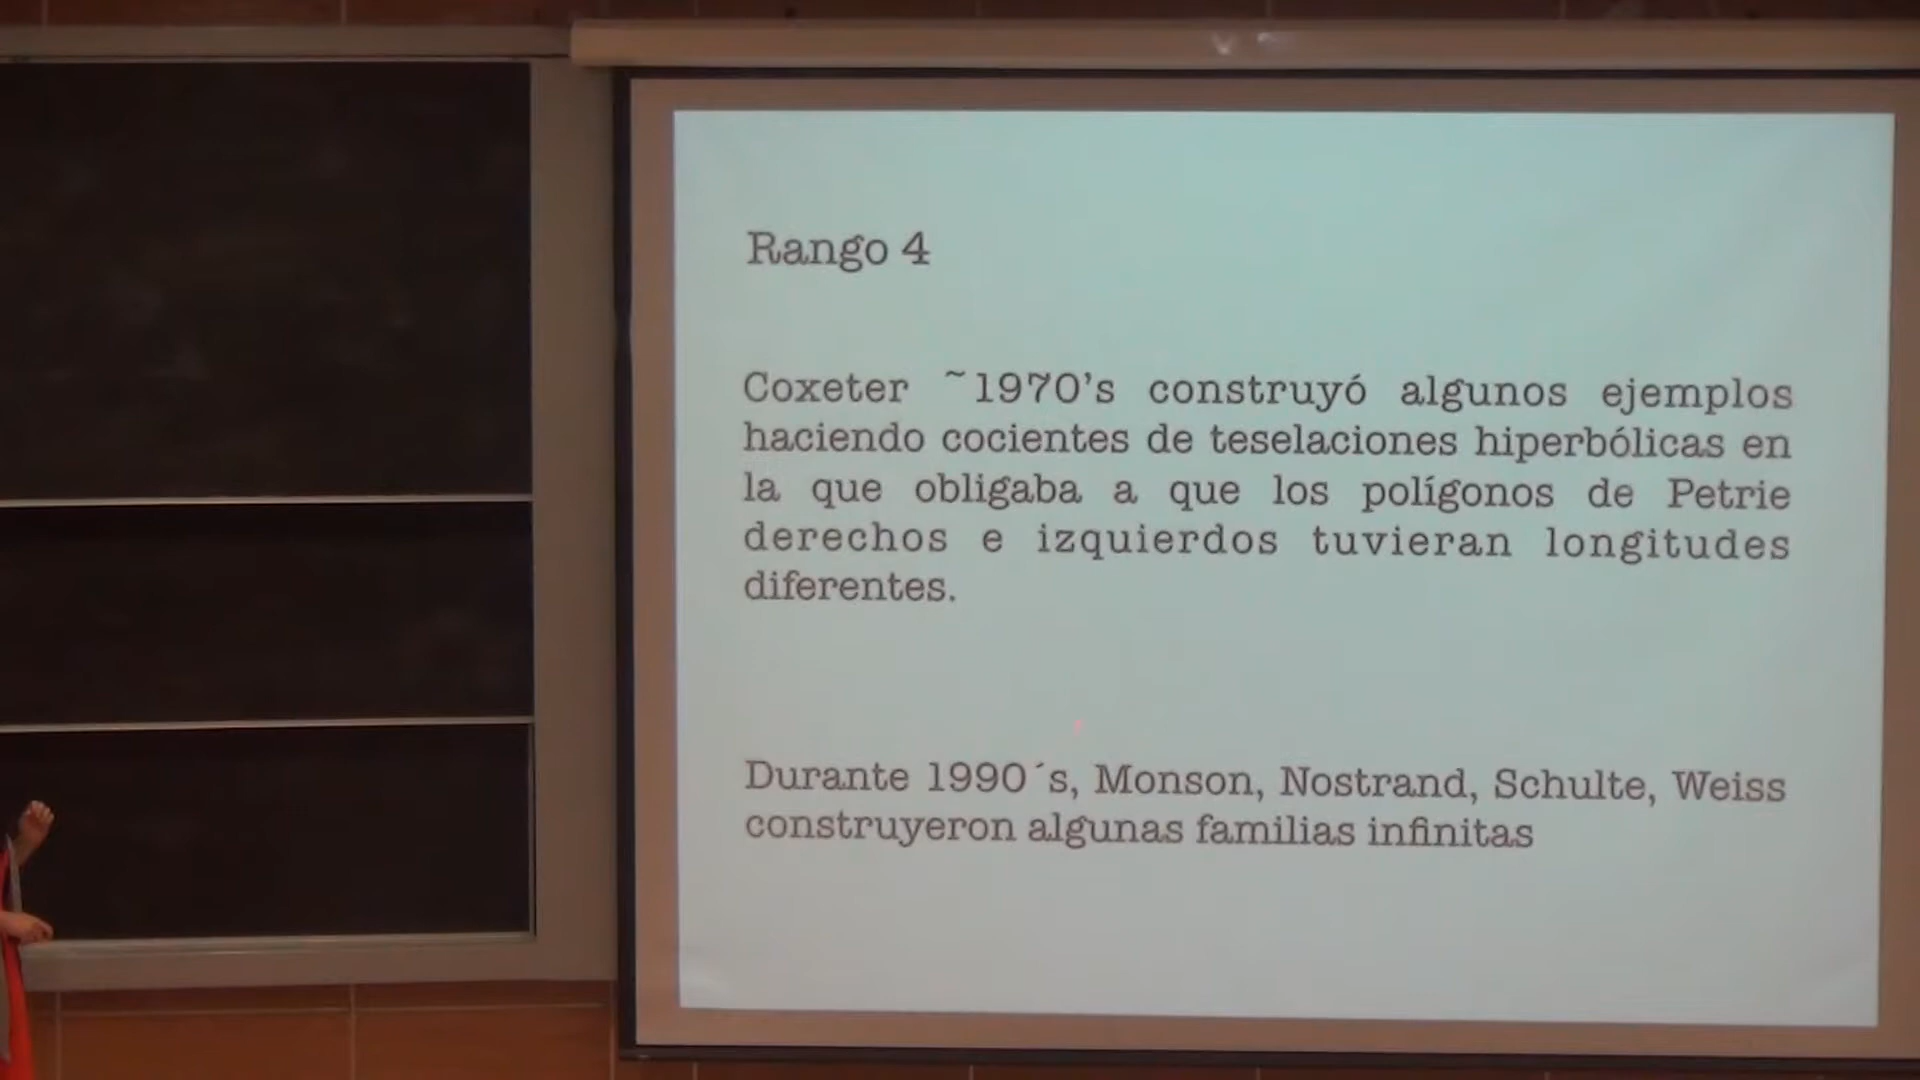 Rango 4
Coxeter ~1970's construyó algunos ejemplos
haciendo cocientes de teselaciones hiperbólicas en
la que obligaba a que los polígonos de Petrie
derechos e izquierdos tuvieran longitudes
diferentes.
Durante 1990´s, Monson, Nostrand, Schulte, Weiss
construyeron algunas familias infinitas